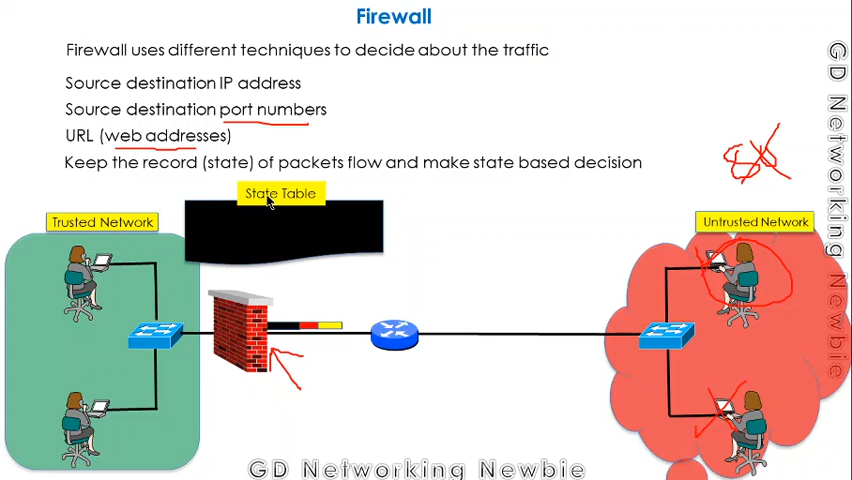 Firewall
Firewall uses different techniques to decide about the traffic
Source destination IP address
Source destination port numbers
URL (web addresses)
Keep the record (state) of packets flow and make state based decision
State Table
Trusted Network
Untrusted Network
GD Networking Newbie
GD Networking Newbie